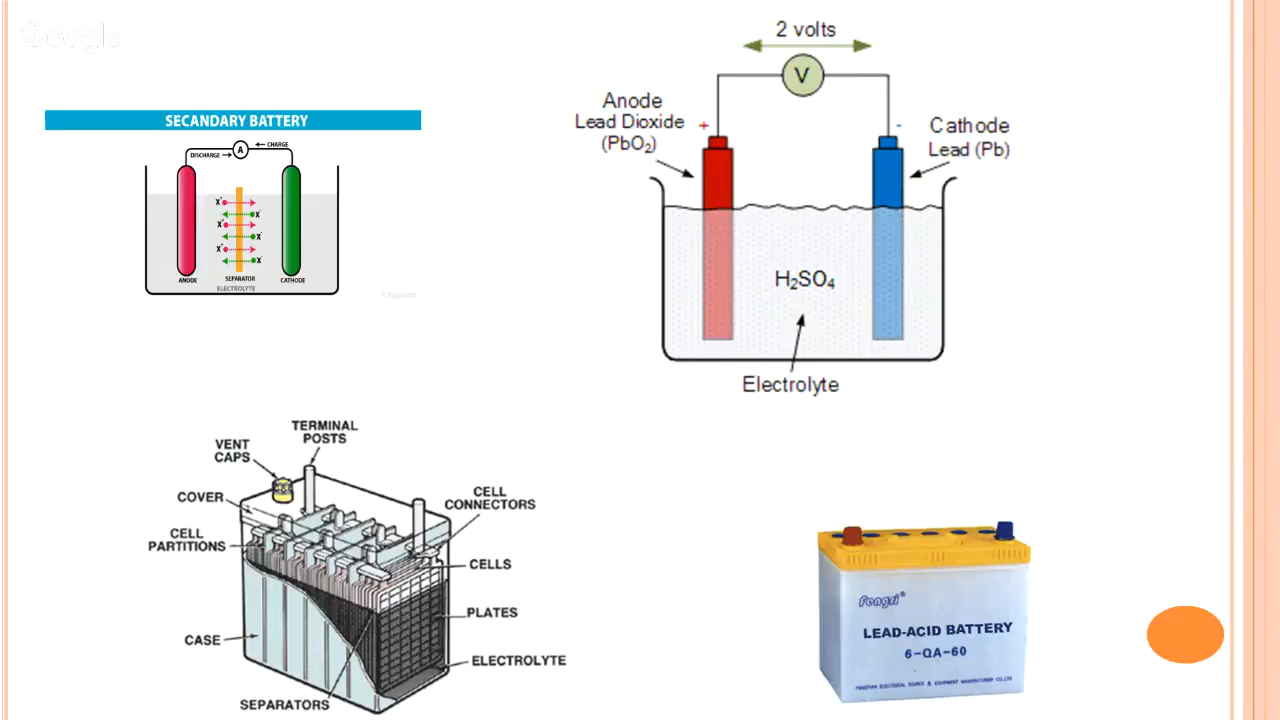 Google
SECANDARY BATTERY
CHARGE
A
DISCHARGE
X+
X-
X+
X-
X+
X-
ANODE
SEPARATOR
CATHODE
ELECTROLYTE
2 volts
V
Anode
Lead Dioxide
(PbO₂)
+
-
Cathode
Lead (Pb)
H₂SO₄
Electrolyte
TERMINAL
POSTS
VENT
CAPS
COVER
CELL
CONNECTORS
CELL
PARTITIONS
CELLS
PLATES
CASE
ELECTROLYTE
SEPARATORS
fengri
LEAD-ACID BATTERY
6-QA-60